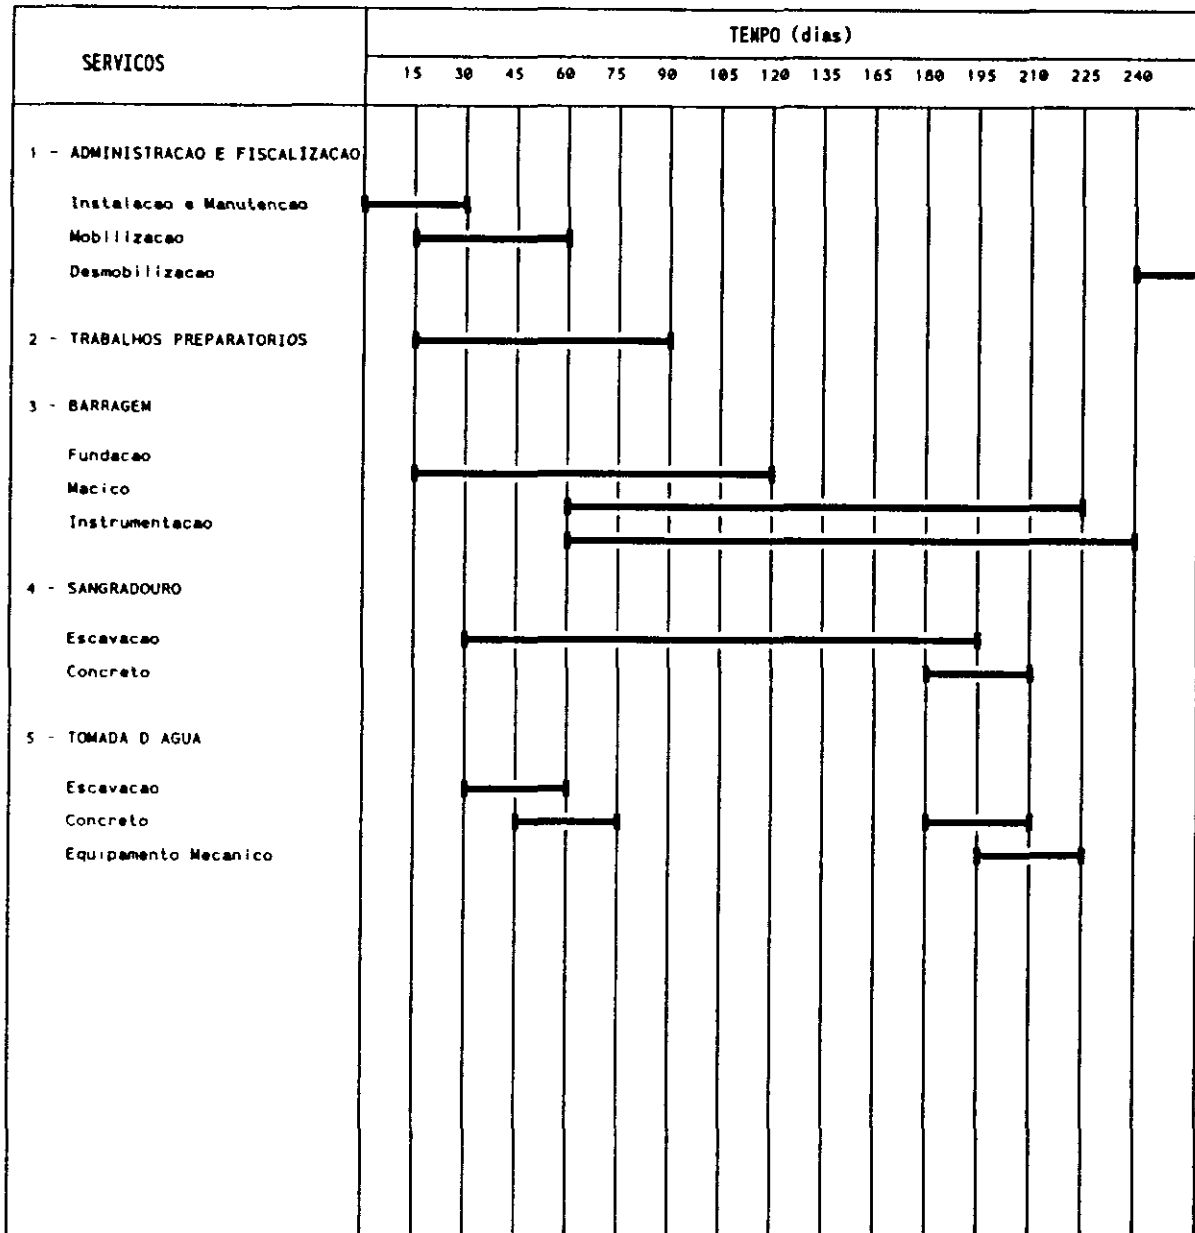 TEMPO (dias)
SERVICOS
15 30 45 60 75 90 105 120 135 165 180 195 210 225 240
1 - ADMINISTRACAO E FISCALIZACAO
Instalacao e Manutencao
Mobilizacao
Desmobilizacao
2 - TRABALHOS PREPARATORIOS
3 - BARRAGEM
Fundacao
Macico
Instrumentacao
4 - SANGRADOURO
Escavacao
Concreto
5 - TOMADA D AGUA
Escavacao
Concreto
Equipamento Mecanico